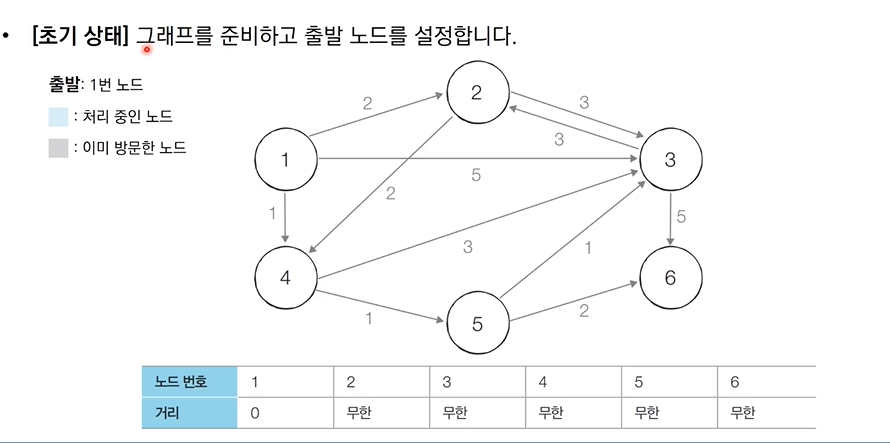 • [초기 상태] 그래프를 준비하고 출발 노드를 설정합니다.
출발: 1번 노드
: 처리 중인 노드
: 이미 방문한 노드
2
2
3
3
1
5
3
2
1
5
4
3
1
6
1
5
2
노드 번호 1 2 3 4 5 6
거리 0 무한 무한 무한 무한 무한